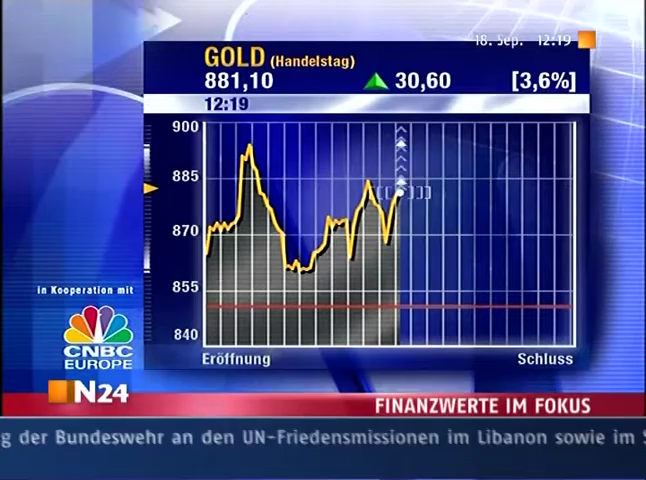 18. Sep. 12:19
GOLD (Handelstag)
881,10 30,60 [3,6%]
12:19
900
885
870
855
840
Eröffnung Schluss
in Kooperation mit
CNBC
EUROPE
N24
FINANZWERTE IM FOKUS
g der Bundeswehr an den UN-Friedensmissionen im Libanon sowie im